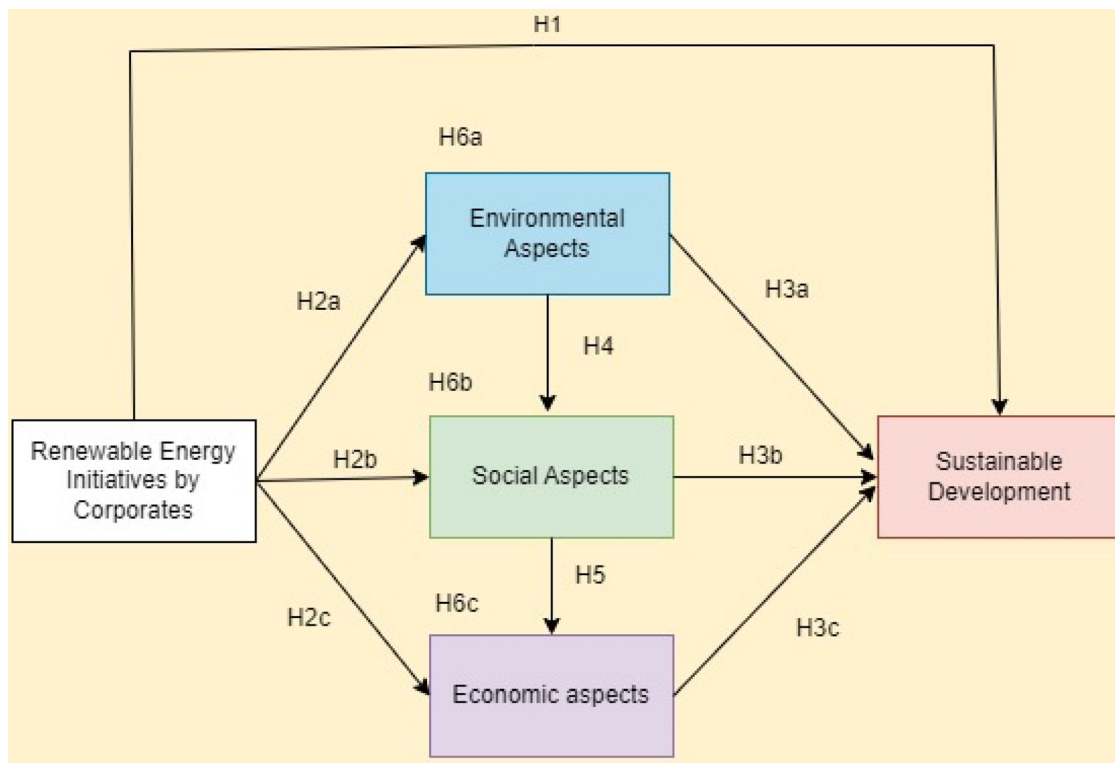 H1
H6a
Environmental
Aspects
H2a
H3a
H4
H6b
Renewable Energy
Initiatives by
Corporates
H2b
Social Aspects
H3b
Sustainable
Development
H5
H6c
H2c
H3c
Economic aspects